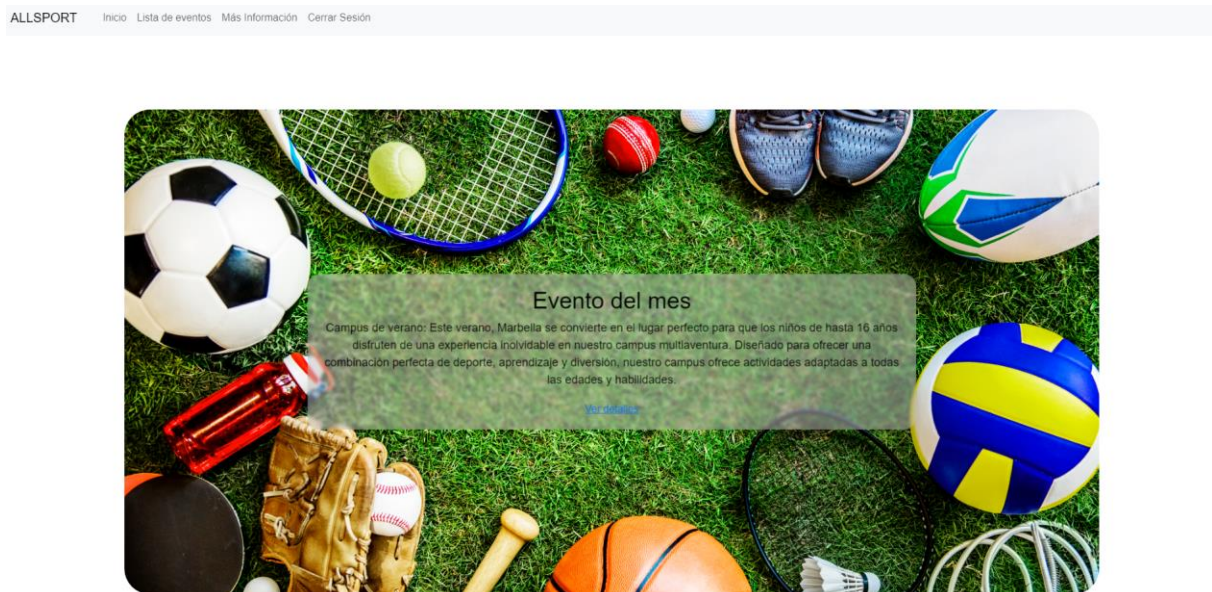 ALLSPORT Inicio Lista de eventos Más Información Cerrar Sesión
Evento del mes
Campus de verano: Este verano, Marbella se convierte en el lugar perfecto para que los niños de hasta 16 años
disfruten de una experiencia inolvidable en nuestro campus multiaventura. Diseñado para ofrecer una
combinación perfecta de deporte, aprendizaje y diversión, nuestro campus ofrece actividades adaptadas a todas
las edades y habilidades.
Ver detalles